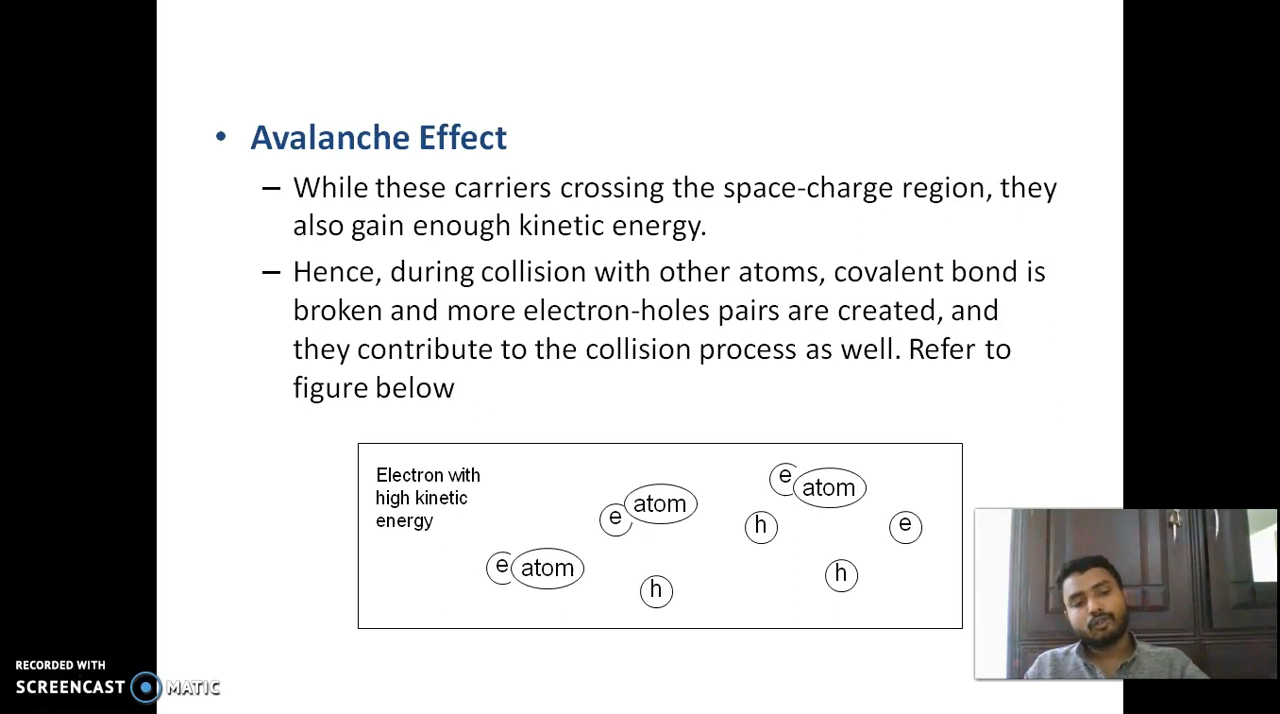 • Avalanche Effect
– While these carriers crossing the space-charge region, they
also gain enough kinetic energy.
– Hence, during collision with other atoms, covalent bond is
broken and more electron-holes pairs are created, and
they contribute to the collision process as well. Refer to
figure below
Electron with
high kinetic
energy
e atom
e atom
h
e atom
h
e
h
RECORDED WITH
SCREENCAST MATIC